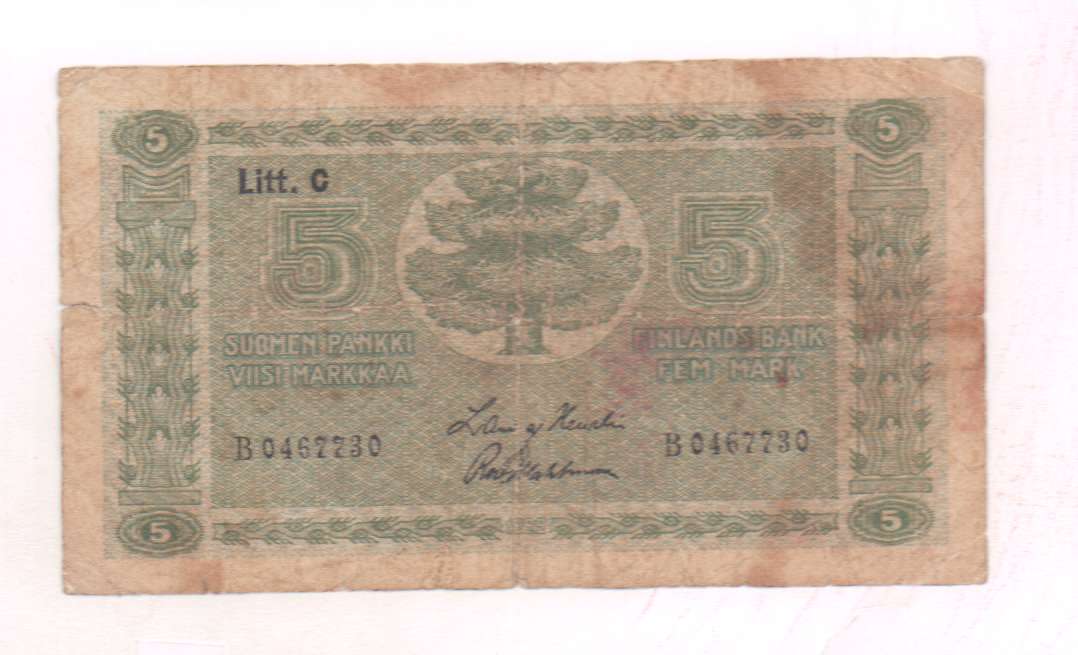 5 5
Litt. C
5 5
SUOMEN PANKKI FINLANDS BANK
VIISI MARKKAA FEM MARK
B 0467730 B 0467730
5 5